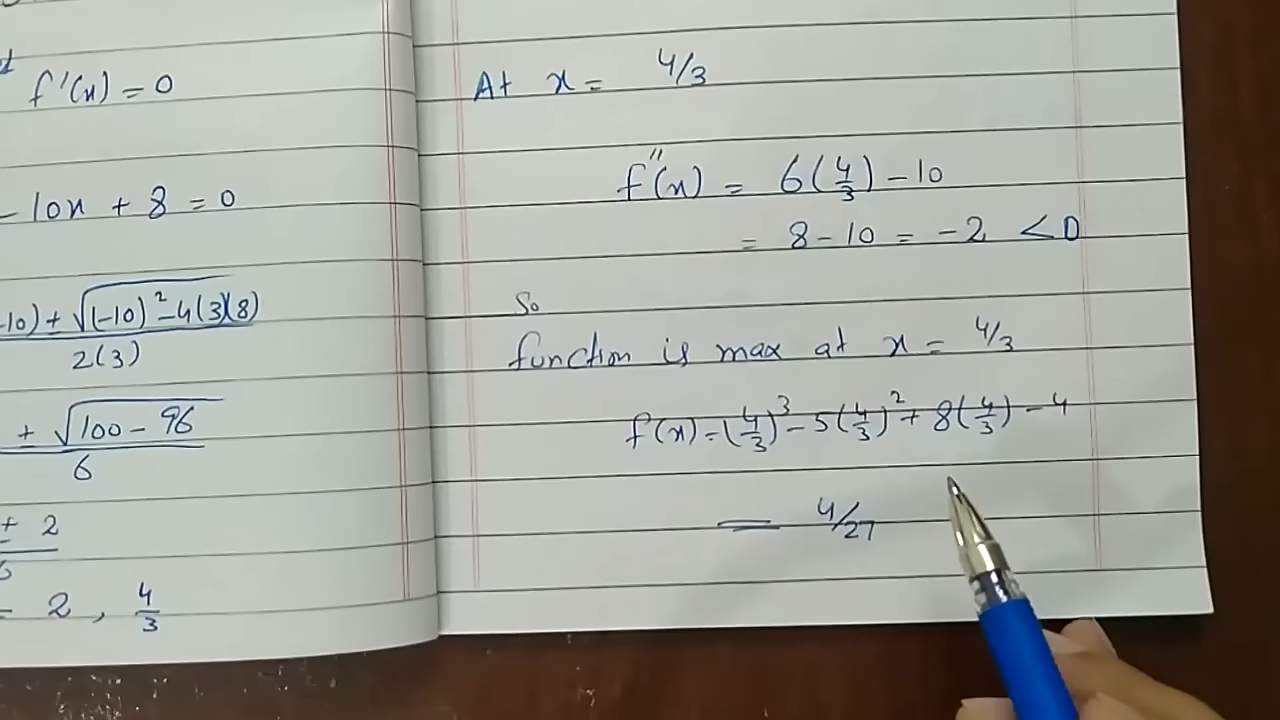 f'(x) = 0
- 10x + 8 = 0
-10) ± √(-10)² - 4(3)(8)
2(3)
± √100 - 96
6
± 2
6
= 2, 4/3
At x = 4/3
f''(x) = 6(4/3) - 10
= 8 - 10 = -2 < 0
So
function is max at x = 4/3
f(x) = (4/3)³ - 5(4/3)² + 8(4/3) - 4
= 4/27